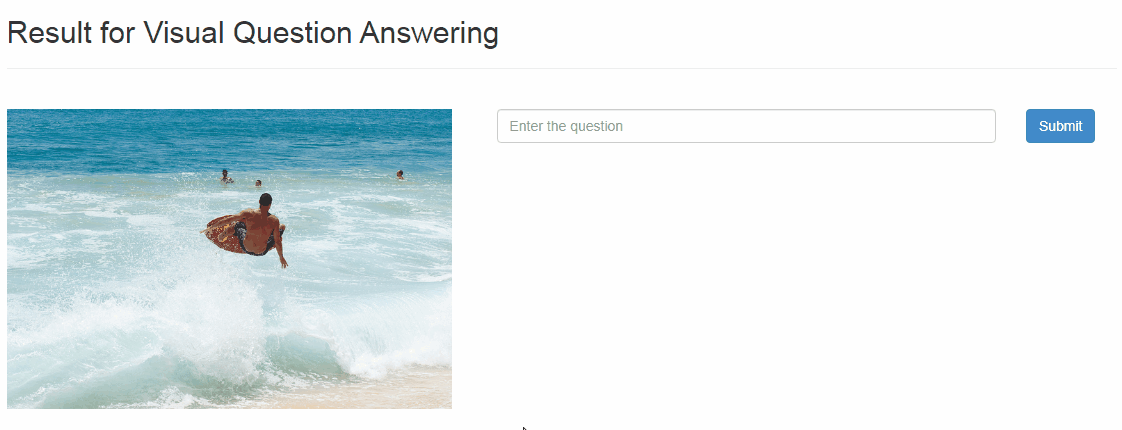 Result for Visual Question Answering
Enter the question
Submit